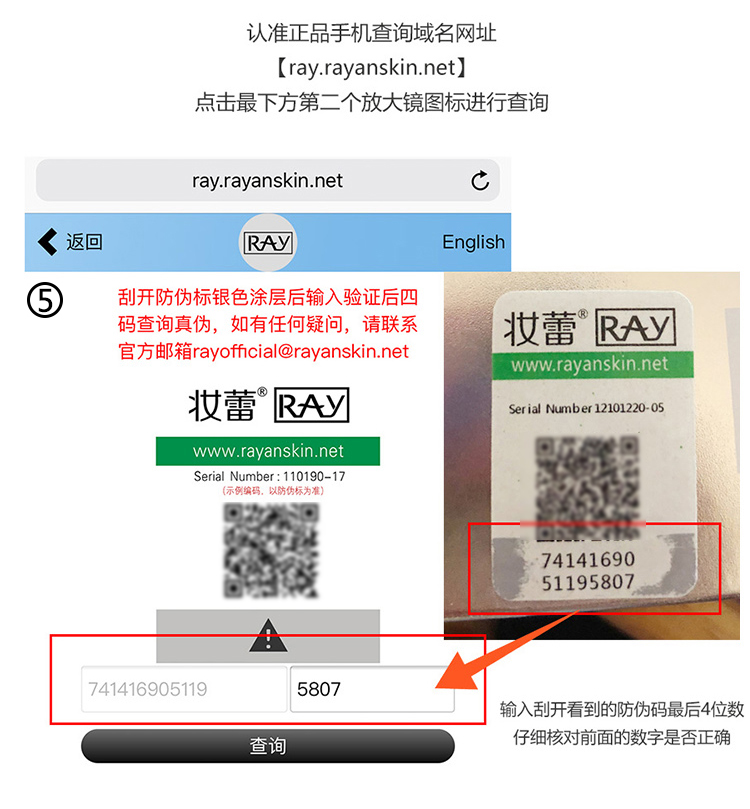 认准正品手机查询域名网址
【ray.rayanskin.net】
点击最下方第二个放大镜图标进行查询
ray.rayanskin.net
返回
RAY
English
⑤
刮开防伪标银色涂层后输入验证后四
码查询真伪，如有任何疑问，请联系
官方邮箱rayofficial@rayanskin.net
妆蕾® RAY
www.rayanskin.net
Serial Number : 110190-17
(示例编码，以防伪标为准)
741416905119
5807
查询
妆蕾® RAY
www.rayanskin.net
Serial Number 12101220-05
74141690
51195807
输入刮开看到的防伪码最后4位数
仔细核对前面的数字是否正确